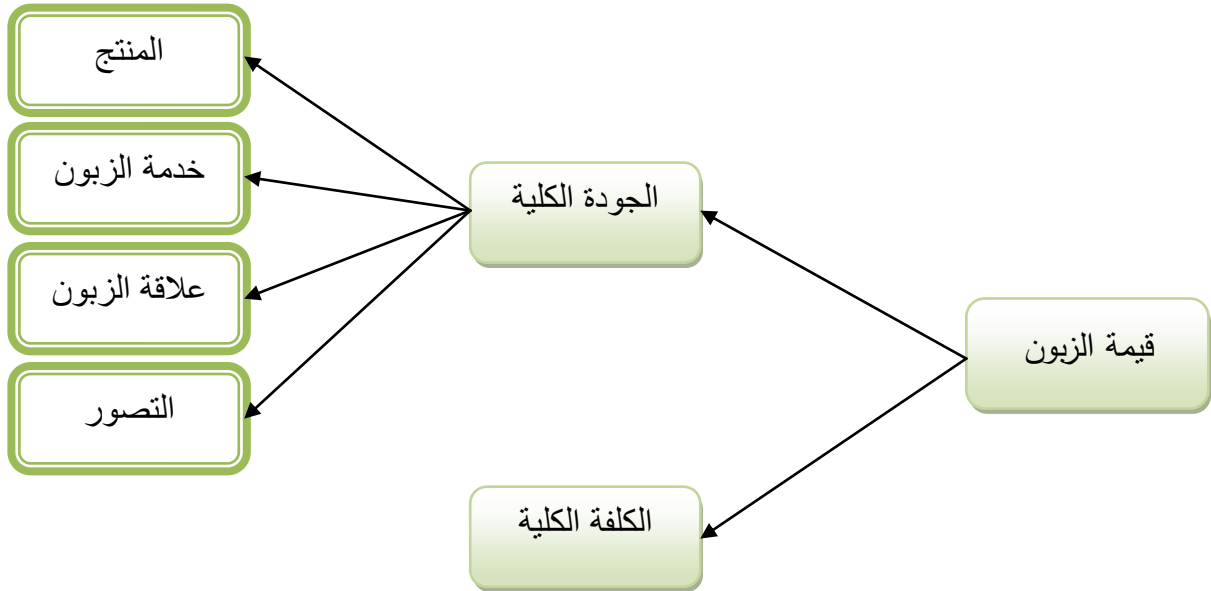 قيمة الزبون
الجودة الكلية
الكلفة الكلية
المنتج
خدمة الزبون
علاقة الزبون
التصور